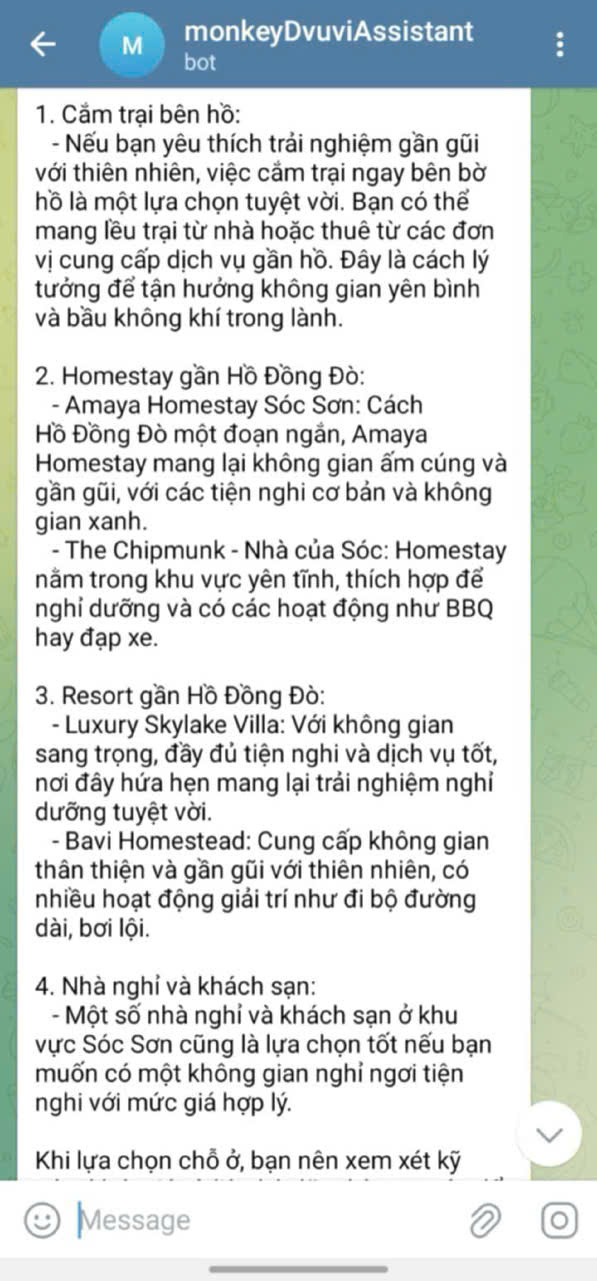 monkeyDvuviAssistant
M
bot
1. Cắm trại bên hồ:
- Nếu bạn yêu thích trải nghiệm gần gũi
với thiên nhiên, việc cắm trại ngay bên bờ
hồ là một lựa chọn tuyệt vời. Bạn có thể
mang lều trại từ nhà hoặc thuê từ các đơn
vị cung cấp dịch vụ gần hồ. Đây là cách lý
tưởng để tận hưởng không gian yên bình
và bầu không khí trong lành.
2. Homestay gần Hồ Đồng Đò:
- Amaya Homestay Sóc Sơn: Cách
Hồ Đồng Đò một đoạn ngắn, Amaya
Homestay mang lại không gian ấm cúng và
gần gũi, với các tiện nghi cơ bản và không
gian xanh.
- The Chipmunk - Nhà của Sóc: Homestay
nằm trong khu vực yên tĩnh, thích hợp để
nghỉ dưỡng và có các hoạt động như BBQ
hay đạp xe.
3. Resort gần Hồ Đồng Đò:
- Luxury Skylake Villa: Với không gian
sang trọng, đầy đủ tiện nghi và dịch vụ tốt,
nơi đây hứa hẹn mang lại trải nghiệm nghỉ
dưỡng tuyệt vời.
- Bavi Homestead: Cung cấp không gian
thân thiện và gần gũi với thiên nhiên, có
nhiều hoạt động giải trí như đi bộ đường
dài, bơi lội.
4. Nhà nghỉ và khách sạn:
- Một số nhà nghỉ và khách sạn ở khu
vực Sóc Sơn cũng là lựa chọn tốt nếu bạn
muốn có một không gian nghỉ ngơi tiện
nghi với mức giá hợp lý.
Khi lựa chọn chỗ ở, bạn nên xem xét kỹ
Message